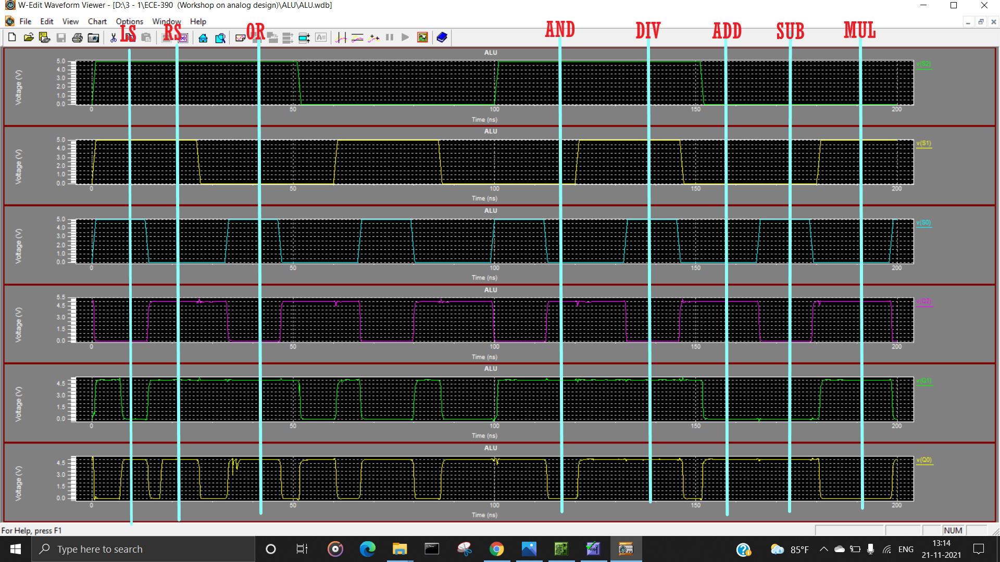 W-Edit Waveform Viewer - [D:\3 - 1\ECE-390 (Workshop on analog design)\ALU\ALU.wdb]
File Edit View Chart Options Window Help
LS RS OR AND DIV ADD SUB MUL
ALU
Voltage (V)
5.0
4.0
3.0
2.0
1.0
0.0
v(S2)
0 50 100 150 200
Time (ns)
ALU
Voltage (V)
5.0
4.0
3.0
2.0
1.0
0.0
v(S1)
0 50 100 150 200
Time (ns)
ALU
Voltage (V)
5.0
4.0
3.0
2.0
1.0
0.0
v(S0)
0 50 100 150 200
Time (ns)
ALU
Voltage (V)
5.5
4.5
3.0
1.5
0.0
v(Q2)
0 50 100 150 200
Time (ns)
ALU
Voltage (V)
4.5
3.0
1.5
0.0
v(Q1)
0 50 100 150 200
Time (ns)
ALU
Voltage (V)
4.5
3.0
1.5
0.0
v(Q0)
0 50 100 150 200
Time (ns)
For Help, press F1
NUM
Type here to search
85°F
ENG
13:14
21-11-2021